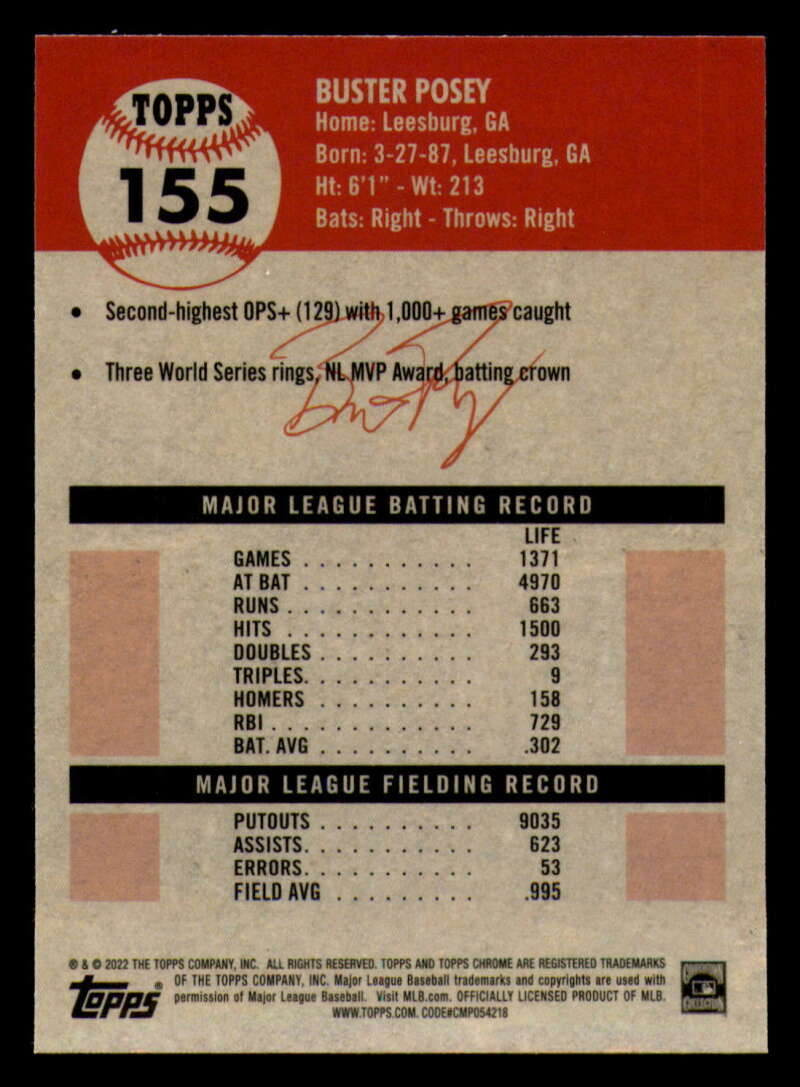 TOPPS
155
BUSTER POSEY
Home: Leesburg, GA
Born: 3-27-87, Leesburg, GA
Ht: 6'1" - Wt: 213
Bats: Right - Throws: Right
• Second-highest OPS+ (129) with 1,000+ games caught
• Three World Series rings, NL MVP Award, batting crown
MAJOR LEAGUE BATTING RECORD
LIFE
GAMES . . . . . . . . . . . 1371
AT BAT . . . . . . . . . . . 4970
RUNS . . . . . . . . . . . . 663
HITS . . . . . . . . . . . . 1500
DOUBLES . . . . . . . . . . 293
TRIPLES. . . . . . . . . . . 9
HOMERS . . . . . . . . . . 158
RBI . . . . . . . . . . . . . 729
BAT. AVG . . . . . . . . . . .302
MAJOR LEAGUE FIELDING RECORD
PUTOUTS . . . . . . . . . . 9035
ASSISTS. . . . . . . . . . . 623
ERRORS. . . . . . . . . . . 53
FIELD AVG . . . . . . . . . .995
® & © 2022 THE TOPPS COMPANY, INC. ALL RIGHTS RESERVED. TOPPS AND TOPPS CHROME ARE REGISTERED TRADEMARKS
OF THE TOPPS COMPANY, INC. Major League Baseball trademarks and copyrights are used with
permission of Major League Baseball. Visit MLB.com. OFFICIALLY LICENSED PRODUCT OF MLB.
WWW.TOPPS.COM. CODE#CMP054218
topps®